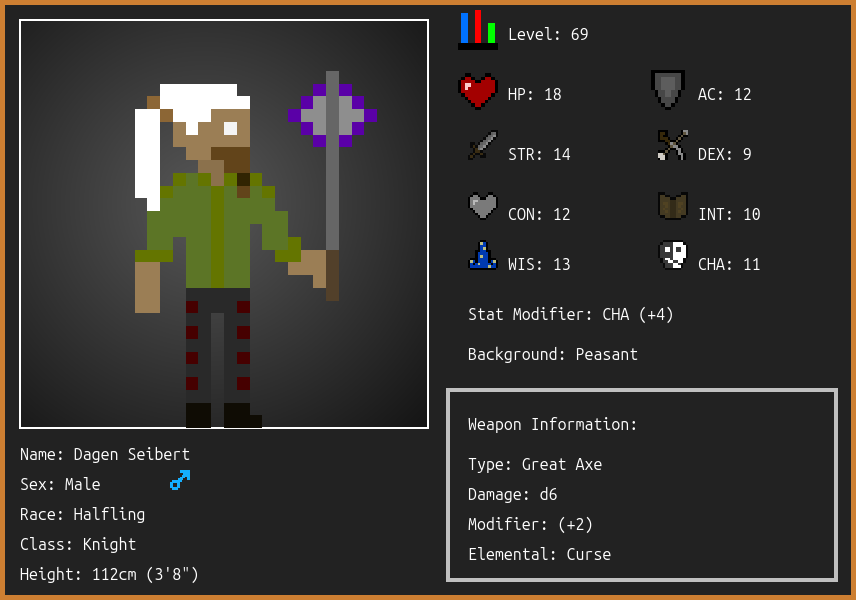 Level: 69
HP: 18
AC: 12
STR: 14
DEX: 9
CON: 12
INT: 10
WIS: 13
CHA: 11
Stat Modifier: CHA (+4)
Background: Peasant
Weapon Information:
Type: Great Axe
Damage: d6
Modifier: (+2)
Elemental: Curse
Name: Dagen Seibert
Sex: Male
Race: Halfling
Class: Knight
Height: 112cm (3'8")